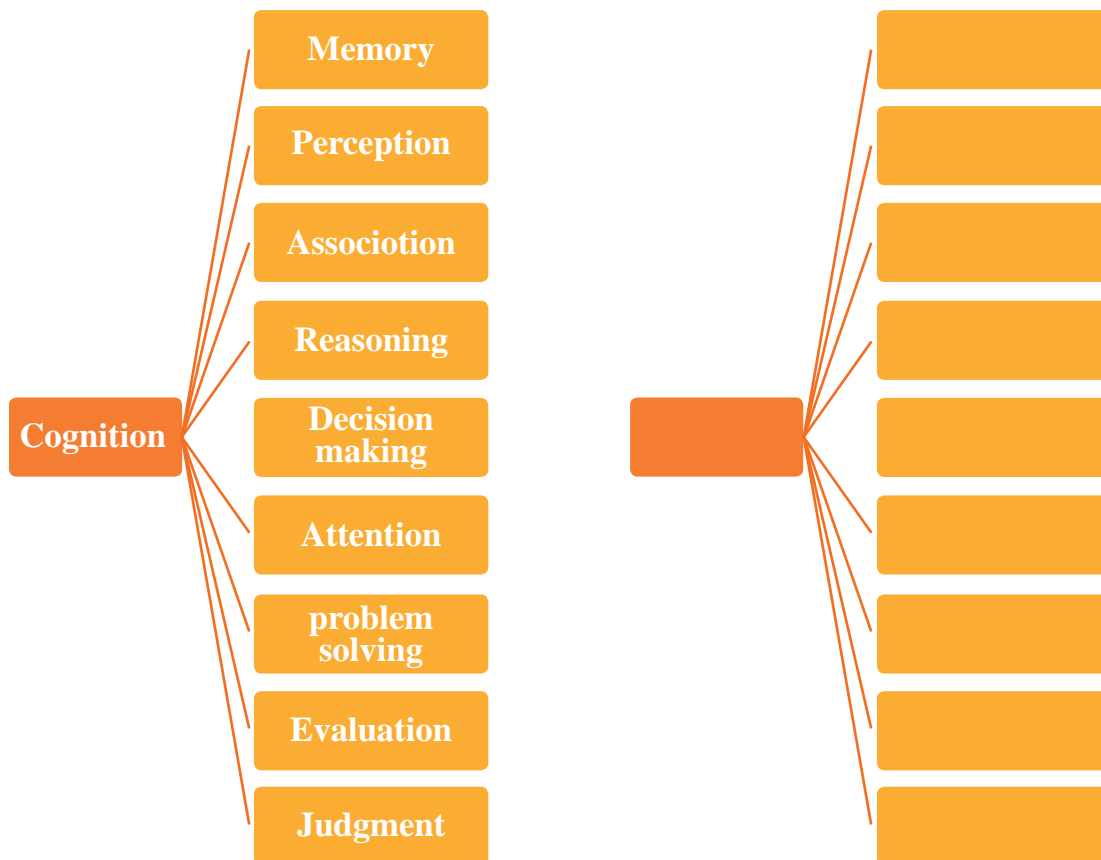 Memory
Perception
Associotion
Reasoning
Cognition
Decision
making
Attention
problem
solving
Evaluation
Judgment